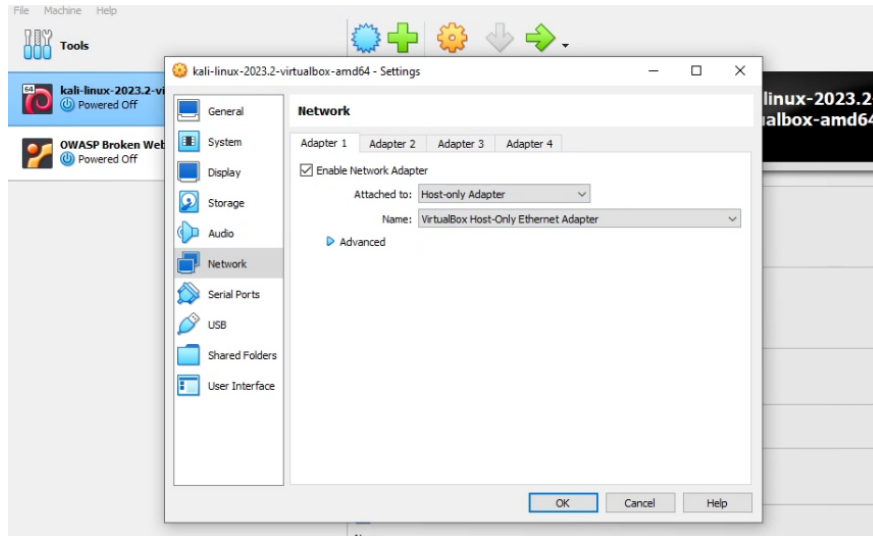 File Machine Help
Tools
kali-linux-2023.2-virtualbox-amd64 - Settings
64
kali-linux-2023.2-vi
Powered Off
OWASP Broken Web
Powered Off
linux-2023.2
ualbox-amd64
General
System
Display
Storage
Audio
Network
Serial Ports
USB
Shared Folders
User Interface
Network
Adapter 1 Adapter 2 Adapter 3 Adapter 4
Enable Network Adapter
Attached to: Host-only Adapter
Name: VirtualBox Host-Only Ethernet Adapter
Advanced
OK Cancel Help